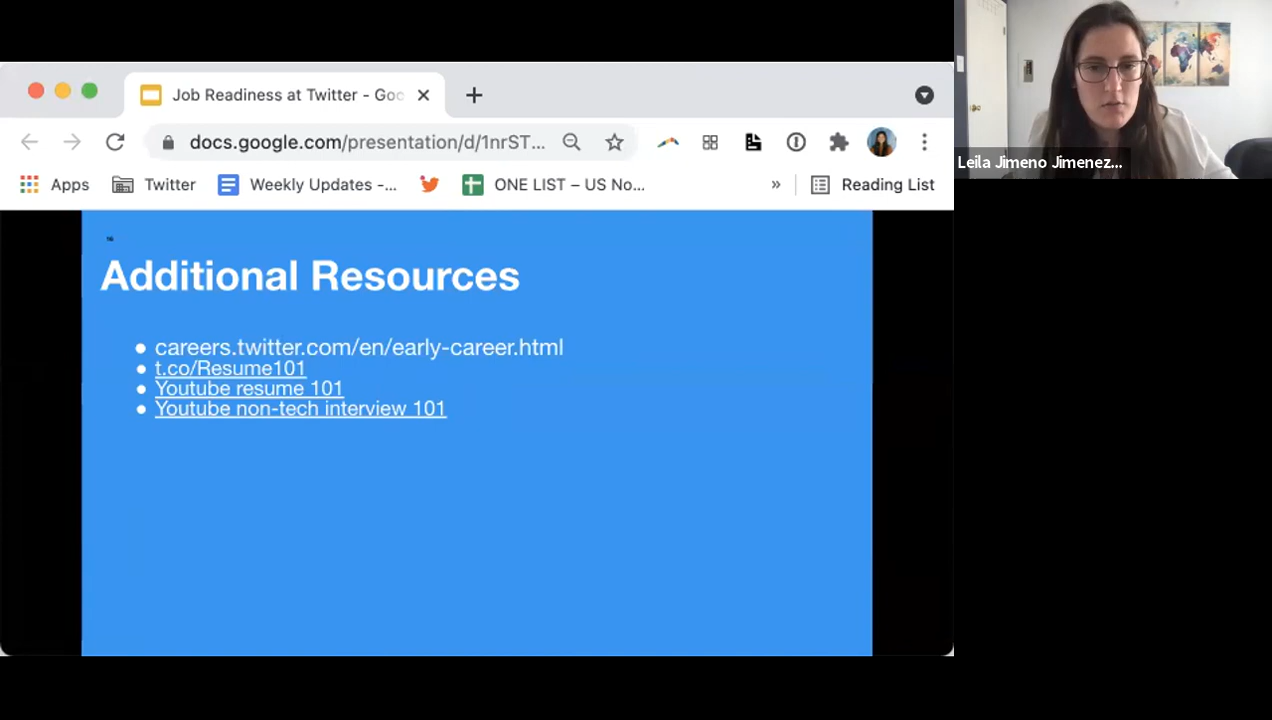 Job Readiness at Twitter - Goo
docs.google.com/presentation/d/1nrST...
Apps
Twitter
Weekly Updates -...
ONE LIST – US No...
»
Reading List
Leila Jimeno Jimenez...
Additional Resources
• careers.twitter.com/en/early-career.html
• t.co/Resume101
• Youtube resume 101
• Youtube non-tech interview 101